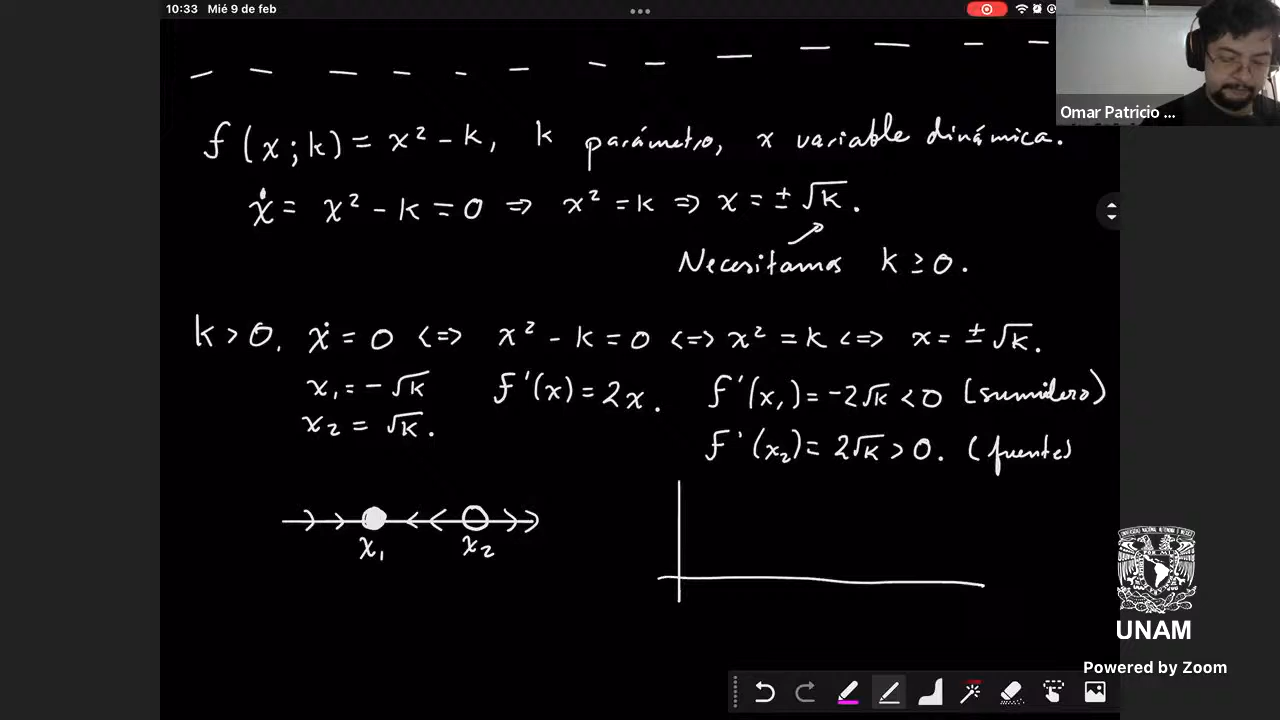 10:33 Mié 9 de feb
Omar Patricio ...
f(x;k) = x² - k, k parámetro, x variable dinámica.
ẋ = x² - k = 0 ⇒ x² = k ⇒ x = ± √k.
Necesitamos k ≥ 0.
k > 0, ẋ = 0 <=> x² - k = 0 <=> x² = k <=> x = ± √k.
x₁ = - √k f'(x) = 2x. f'(x₁) = -2√k < 0 (sumidero)
x₂ = √k. f'(x₂) = 2√k > 0. (fuente)
x₁ x₂
UNAM
Powered by Zoom